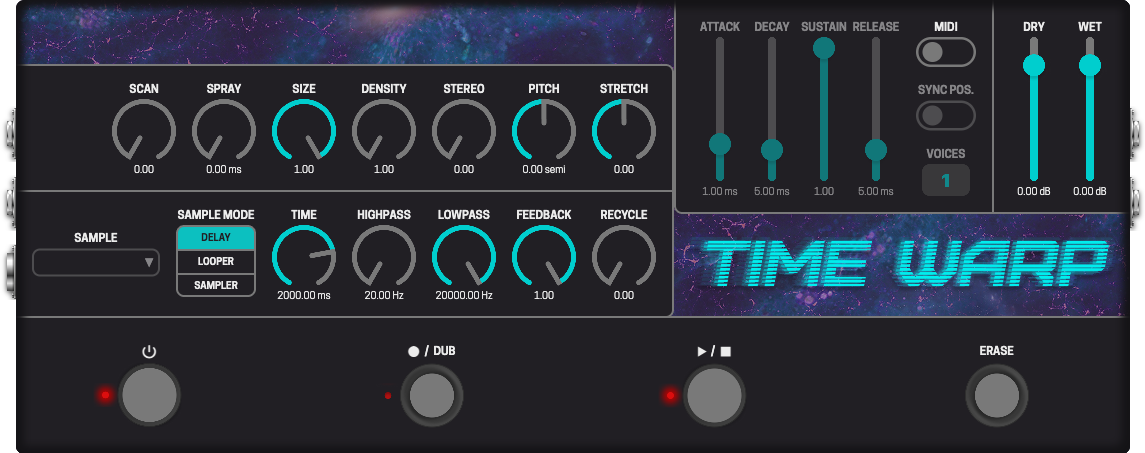 ATTACK DECAY SUSTAIN RELEASE MIDI DRY WET
SCAN SPRAY SIZE DENSITY STEREO PITCH STRETCH
SYNC POS.
VOICES
1
0.00 0.00 ms 1.00 1.00 0.00 0.00 semi 0.00
1.00 ms 5.00 ms 1.00 5.00 ms 0.00 dB 0.00 dB
SAMPLE
SAMPLE MODE TIME HIGHPASS LOWPASS FEEDBACK RECYCLE
DELAY
LOOPER
SAMPLER
2000.00 ms 20.00 Hz 20000.00 Hz 1.00 0.00
TIME WARP
/ DUB
/
ERASE